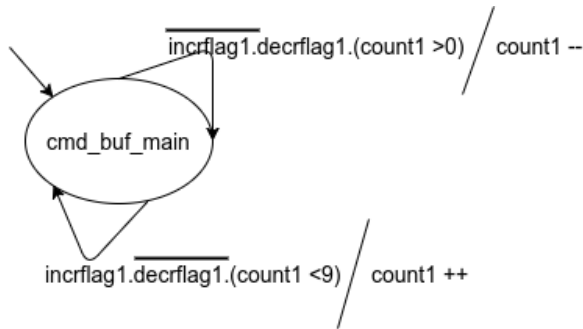 incrflag1.decrflag1.(count1 >0) / count1 --
cmd_buf_main
incrflag1.decrflag1.(count1 <9) / count1 ++